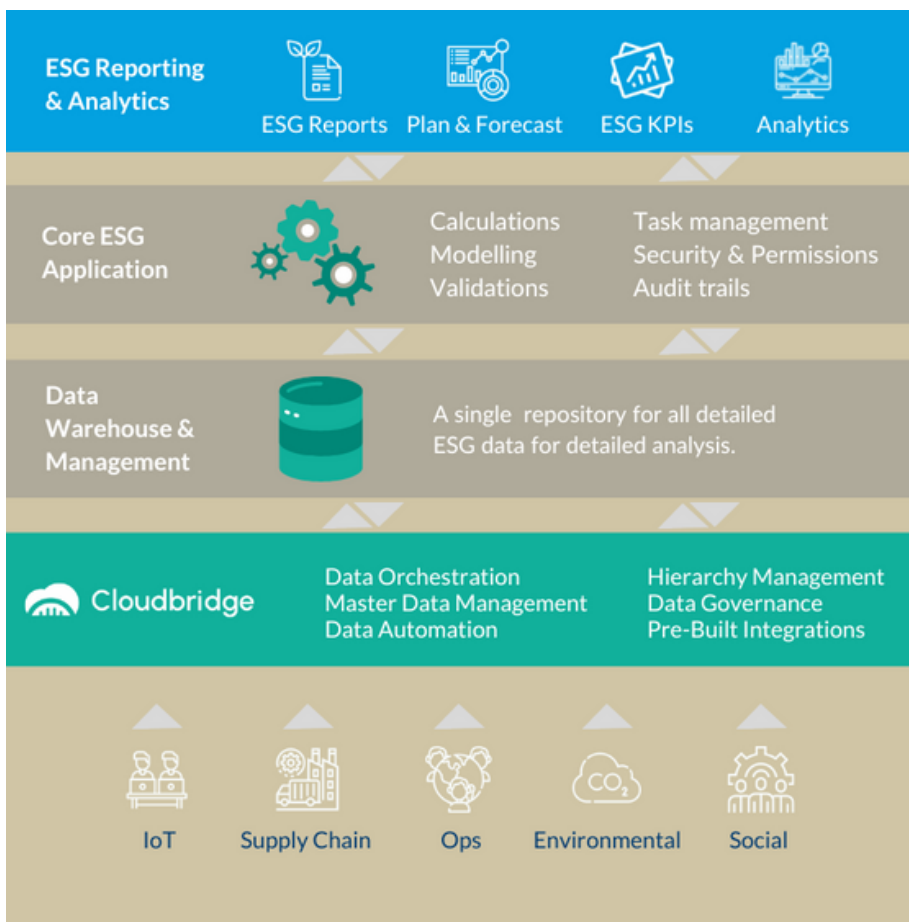 ESG Reporting
& Analytics
ESG Reports
Plan & Forecast
ESG KPIs
Analytics
Core ESG
Application
Calculations
Modelling
Validations
Task management
Security & Permissions
Audit trails
Data
Warehouse &
Management
A single repository for all detailed
ESG data for detailed analysis.
Cloudbridge
Data Orchestration
Master Data Management
Data Automation
Hierarchy Management
Data Governance
Pre-Built Integrations
CO₂
IoT
Supply Chain
Ops
Environmental
Social